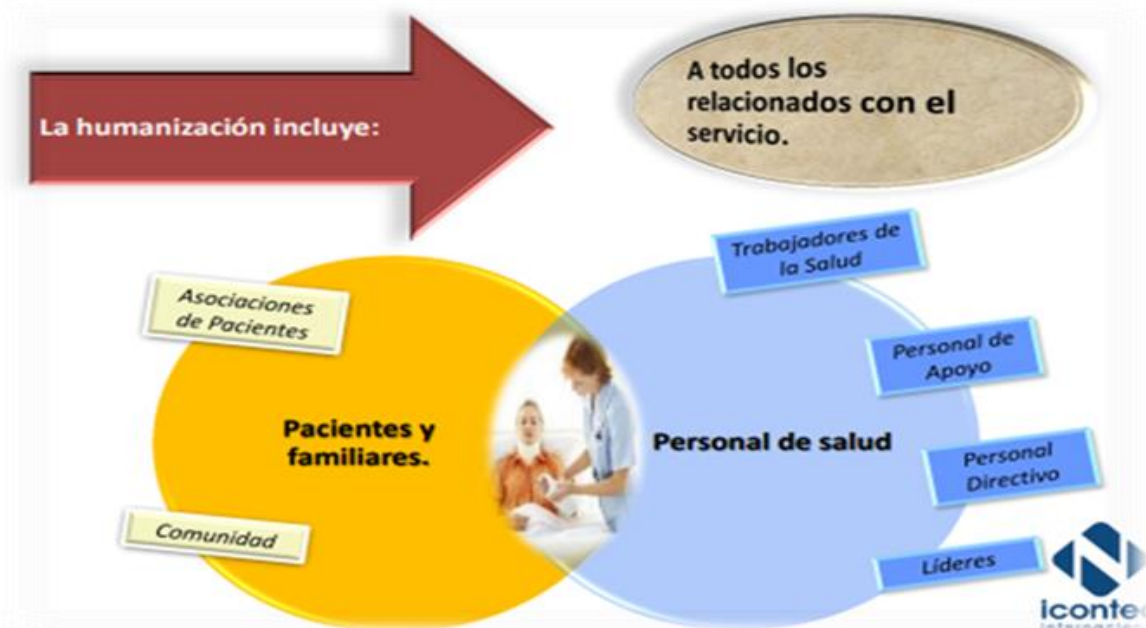 La humanización incluye:
A todos los
relacionados con el
servicio.
Trabajadores de
la Salud
Asociaciones
de Pacientes
Personal de
Apoyo
Pacientes y
familiares.
Personal de salud
Personal
Directivo
Comunidad
Líderes